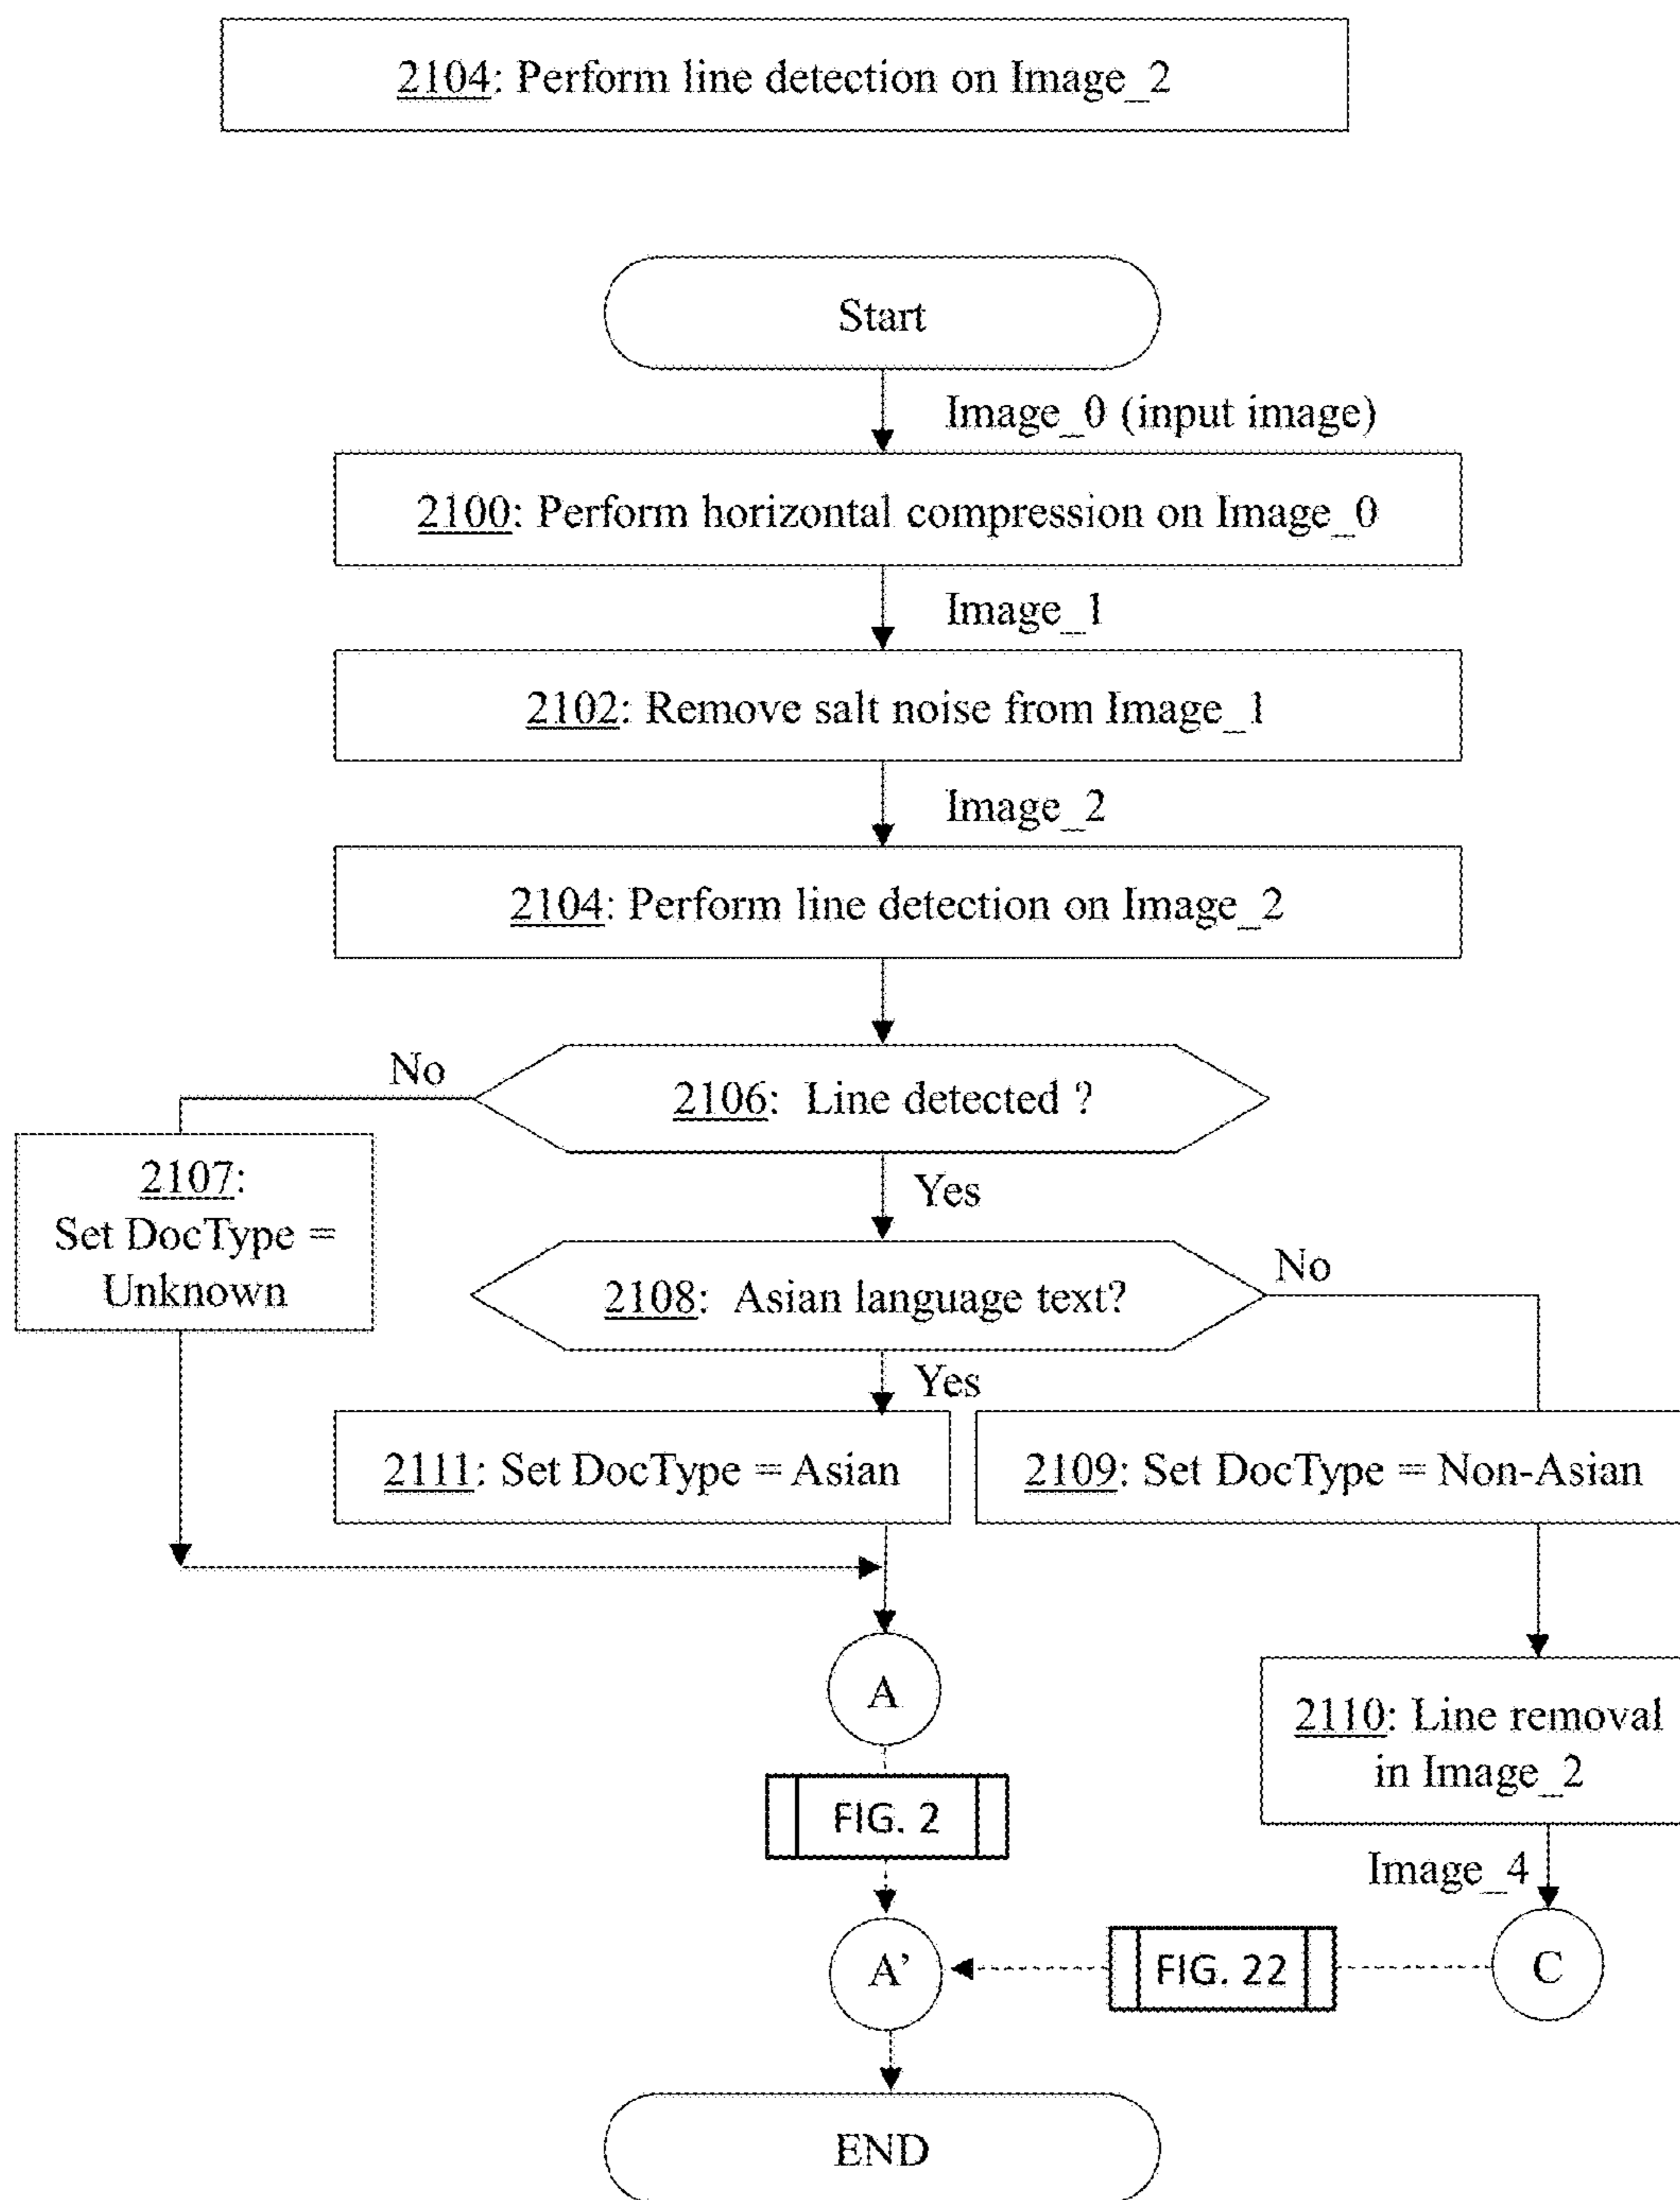 2104: Perform line detection on Image_2
Start
Image_0 (input image)
2100: Perform horizontal compression on Image_0
Image_1
2102: Remove salt noise from Image_1
Image_2
2104: Perform line detection on Image_2
No
2106: Line detected ?
2107:
Set DocType =
Unknown
Yes
2108: Asian language text?
No
Yes
2111: Set DocType = Asian
2109: Set DocType = Non-Asian
A
2110: Line removal
in Image_2
FIG. 2
Image_4
A’
FIG. 22
C
END